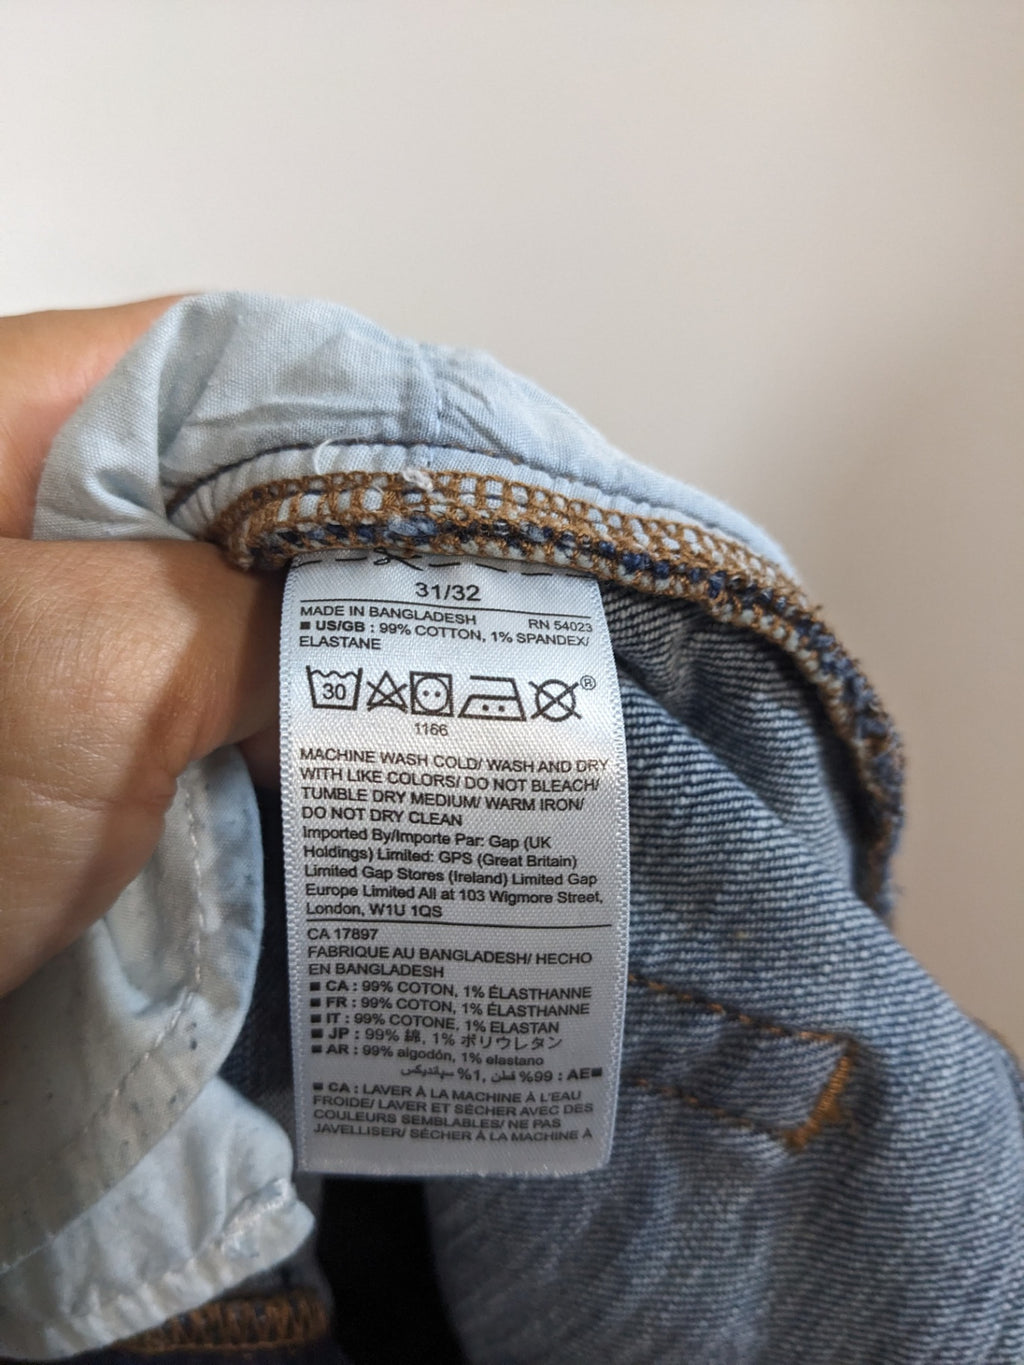 31/32
MADE IN BANGLADESH RN 54023
■ US/GB : 99% COTTON, 1% SPANDEX/
ELASTANE
30 ®
1166
MACHINE WASH COLD/ WASH AND DRY
WITH LIKE COLORS/ DO NOT BLEACH/
TUMBLE DRY MEDIUM/ WARM IRON/
DO NOT DRY CLEAN
Imported By/Importe Par: Gap (UK
Holdings) Limited: GPS (Great Britain)
Limited Gap Stores (Ireland) Limited Gap
Europe Limited All at 103 Wigmore Street,
London, W1U 1QS
CA 17897
FABRIQUE AU BANGLADESH/ HECHO
EN BANGLADESH
■ CA : 99% COTON, 1% ÉLASTHANNE
■ FR : 99% COTON, 1% ÉLASTHANNE
■ IT : 99% COTONE, 1% ELASTAN
■ JP : 99% 綿, 1% ポリウレタン
■ AR : 99% algodón, 1% elastano
■AE : 99% قطن, 1% سپانديكس
■ CA : LAVER À LA MACHINE À L'EAU
FROIDE/ LAVER ET SÉCHER AVEC DES
COULEURS SEMBLABLES/ NE PAS
JAVELLISER/ SÉCHER À LA MACHINE À